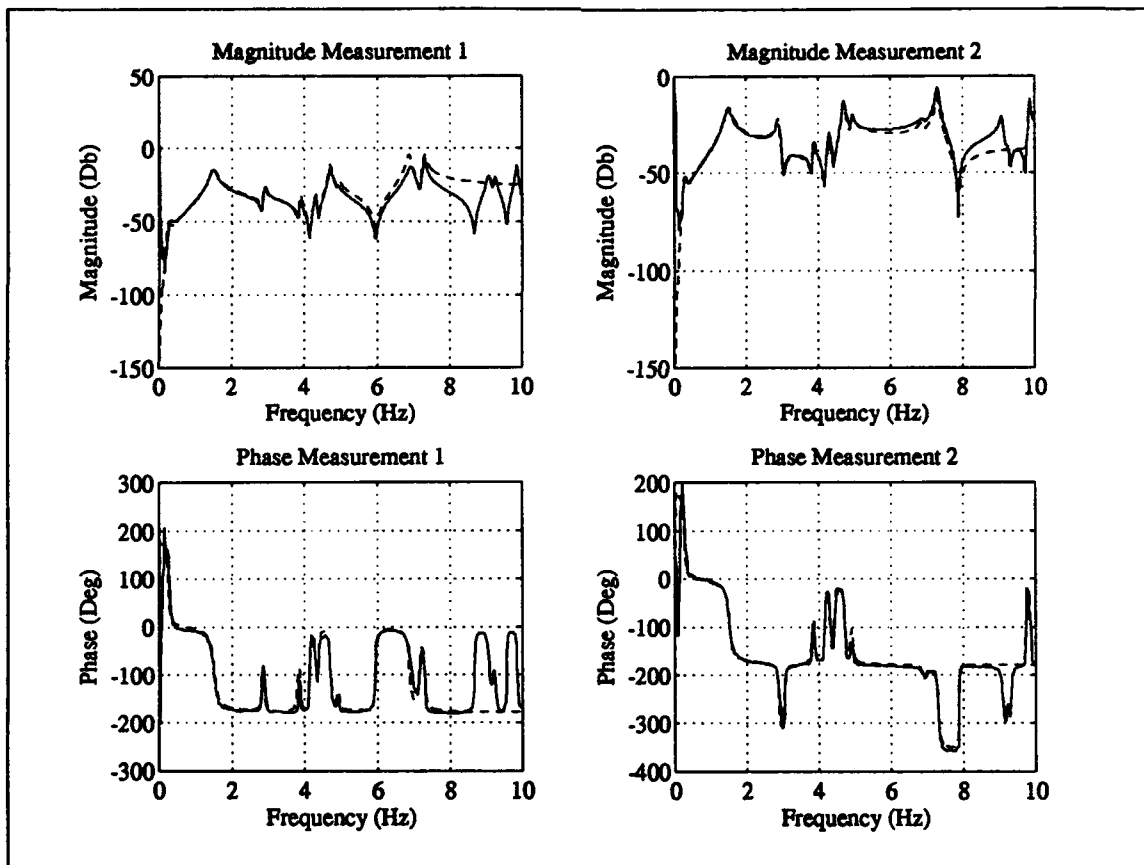 Magnitude Measurement 1
50
0
-50
-100
-150
Magnitude (Db)
0 2 4 6 8 10
Frequency (Hz)
Magnitude Measurement 2
0
-50
-100
-150
Magnitude (Db)
0 2 4 6 8 10
Frequency (Hz)
Phase Measurement 1
300
200
100
0
-100
-200
-300
Phase (Deg)
0 2 4 6 8 10
Frequency (Hz)
Phase Measurement 2
200
100
0
-100
-200
-300
-400
Phase (Deg)
0 2 4 6 8 10
Frequency (Hz)